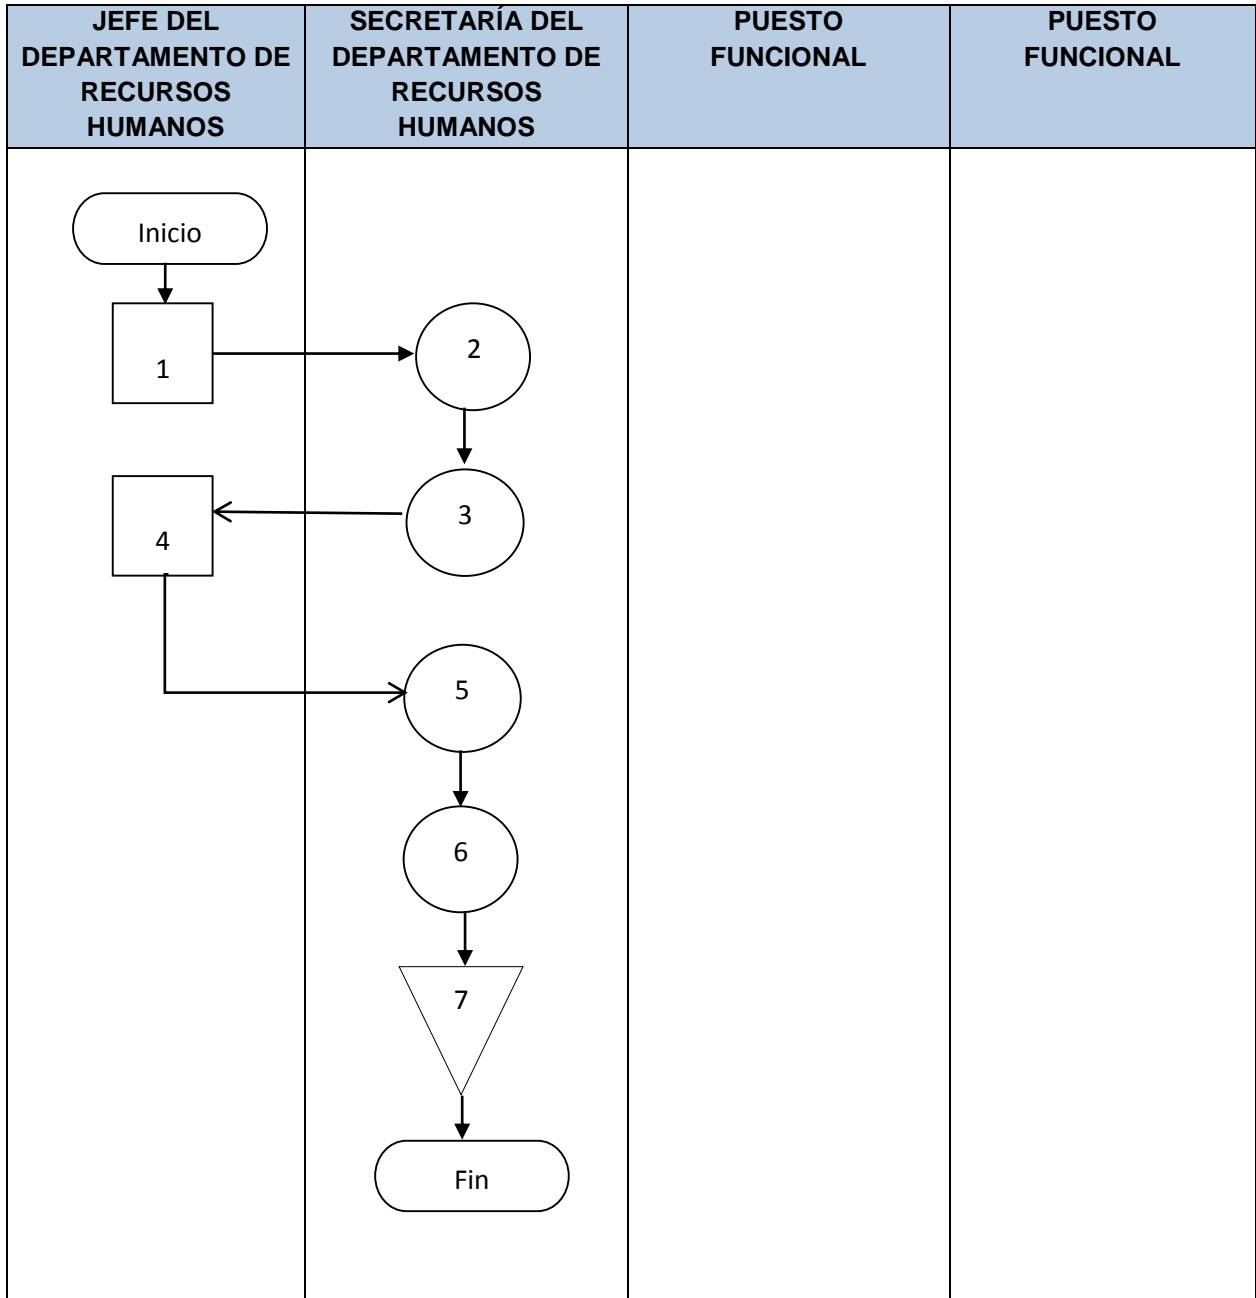 JEFE DEL
DEPARTAMENTO DE
RECURSOS
HUMANOS
SECRETARÍA DEL
DEPARTAMENTO DE
RECURSOS
HUMANOS
PUESTO
FUNCIONAL
PUESTO
FUNCIONAL
Inicio
1
2
3
4
5
6
7
Fin